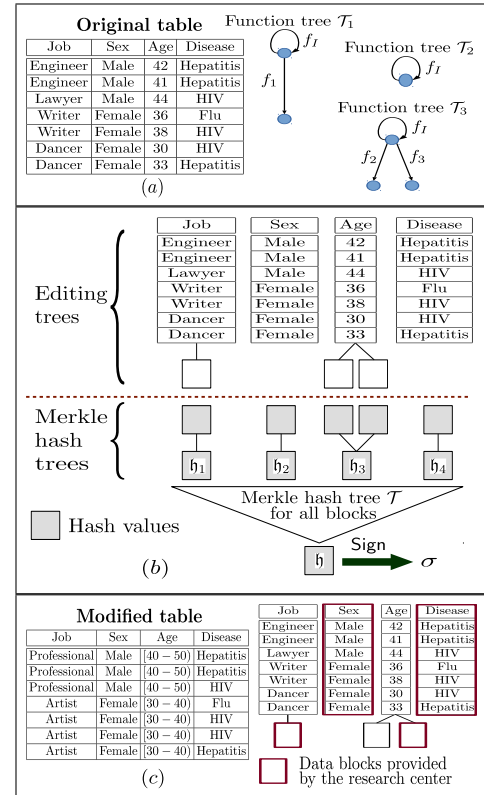 Original table
Job Sex Age Disease
Engineer Male 42 Hepatitis
Engineer Male 41 Hepatitis
Lawyer Male 44 HIV
Writer Female 36 Flu
Writer Female 38 HIV
Dancer Female 30 HIV
Dancer Female 33 Hepatitis
(a)
Function tree 𝒯₁
f_I
f₁
Function tree 𝒯₂
f_I
Function tree 𝒯₃
f_I
f₂ f₃
Editing
trees
Job Sex Age Disease
Engineer Male 42 Hepatitis
Engineer Male 41 Hepatitis
Lawyer Male 44 HIV
Writer Female 36 Flu
Writer Female 38 HIV
Dancer Female 30 HIV
Dancer Female 33 Hepatitis
Merkle
hash
trees
𝔥₁ 𝔥₂ 𝔥₃ 𝔥₄
Merkle hash tree 𝒯
for all blocks
Hash values
𝔥 Sign σ
(b)
Modified table
Job Sex Age Disease
Professional Male [40 − 50) Hepatitis
Professional Male [40 − 50) Hepatitis
Professional Male [40 − 50) HIV
Artist Female [30 − 40) Flu
Artist Female [30 − 40) HIV
Artist Female [30 − 40) HIV
Artist Female [30 − 40) Hepatitis
(c)
Job Sex Age Disease
Engineer Male 42 Hepatitis
Engineer Male 41 Hepatitis
Lawyer Male 44 HIV
Writer Female 36 Flu
Writer Female 38 HIV
Dancer Female 30 HIV
Dancer Female 33 Hepatitis
Data blocks provided
by the research center